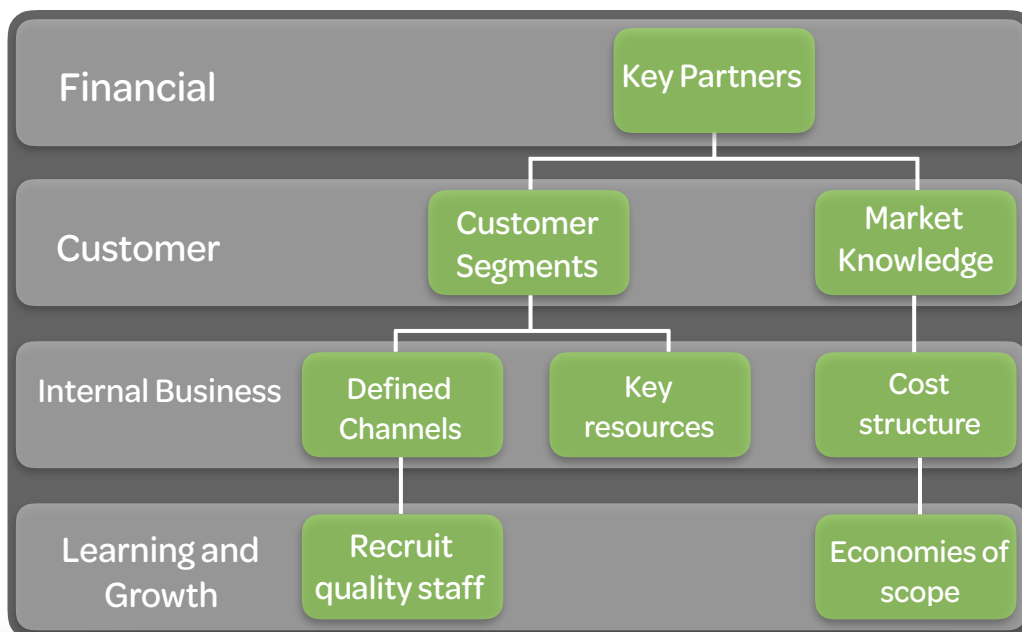 Financial
Key Partners
Customer
Customer
Segments
Market
Knowledge
Internal Business
Defined
Channels
Key
resources
Cost
structure
Learning and
Growth
Recruit
quality staff
Economies of
scope